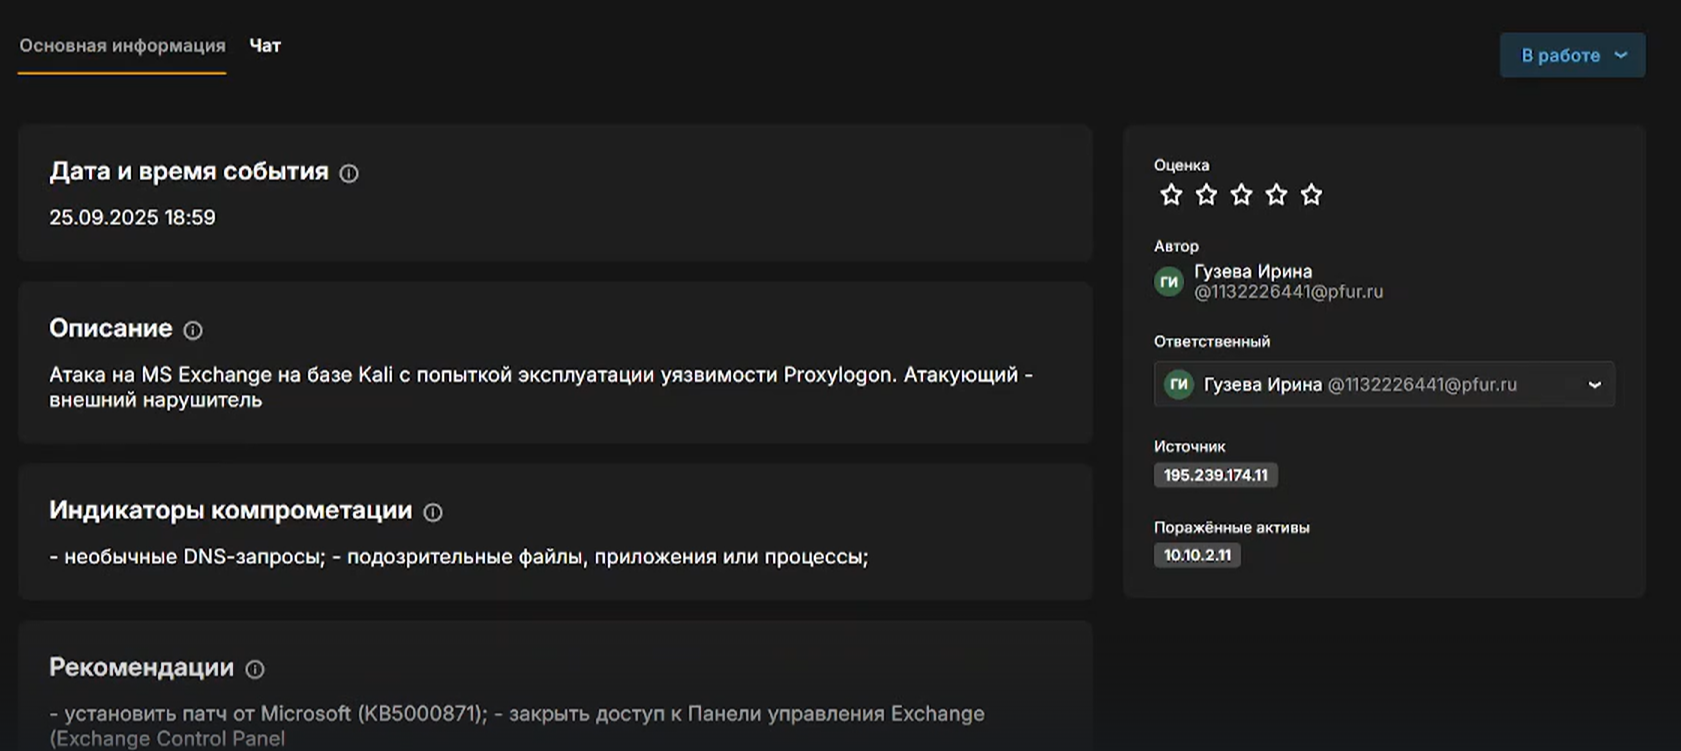 Основная информация
Чат
В работе
Дата и время события
25.09.2025 18:59
Описание
Атака на MS Exchange на базе Kali с попыткой эксплуатации уязвимости Proxylogon. Атакующий -
внешний нарушитель
Индикаторы компрометации
- необычные DNS-запросы; - подозрительные файлы, приложения или процессы;
Рекомендации
- установить патч от Microsoft (KB5000871); - закрыть доступ к Панели управления Exchange
(Exchange Control Panel
Оценка
Автор
ГИ
Гузева Ирина
@1132226441@pfur.ru
Ответственный
ГИ Гузева Ирина @1132226441@pfur.ru
Источник
195.239.174.11
Поражённые активы
10.10.2.11